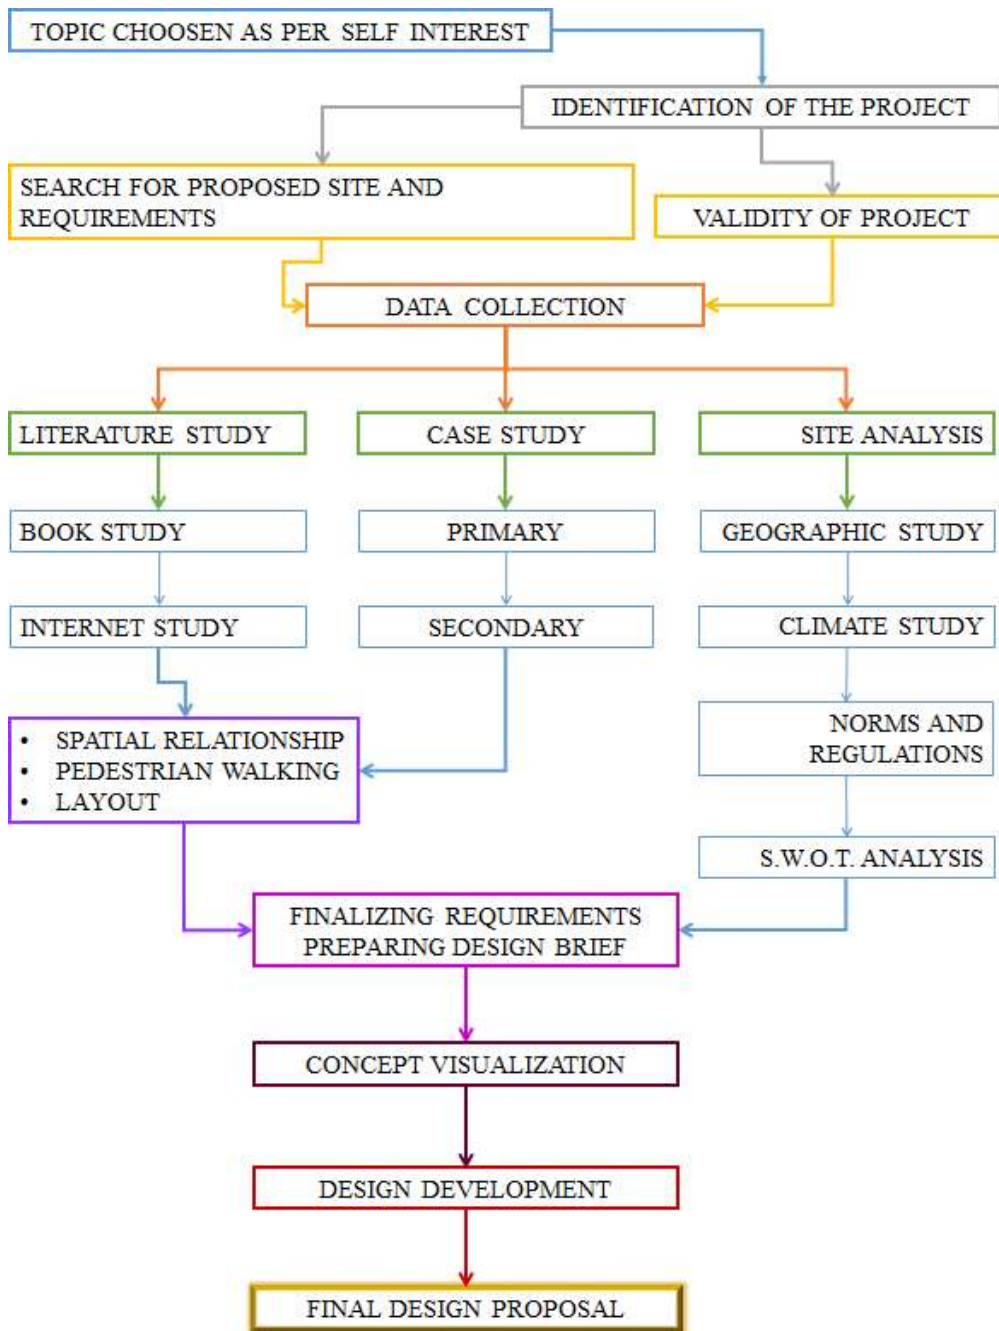 TOPIC CHOOSEN AS PER SELF INTEREST
IDENTIFICATION OF THE PROJECT
SEARCH FOR PROPOSED SITE AND
REQUIREMENTS
VALIDITY OF PROJECT
DATA COLLECTION
LITERATURE STUDY
CASE STUDY
SITE ANALYSIS
BOOK STUDY
PRIMARY
GEOGRAPHIC STUDY
INTERNET STUDY
SECONDARY
CLIMATE STUDY
• SPATIAL RELATIONSHIP
• PEDESTRIAN WALKING
• LAYOUT
NORMS AND
REGULATIONS
S.W.O.T. ANALYSIS
FINALIZING REQUIREMENTS
PREPARING DESIGN BRIEF
CONCEPT VISUALIZATION
DESIGN DEVELOPMENT
FINAL DESIGN PROPOSAL